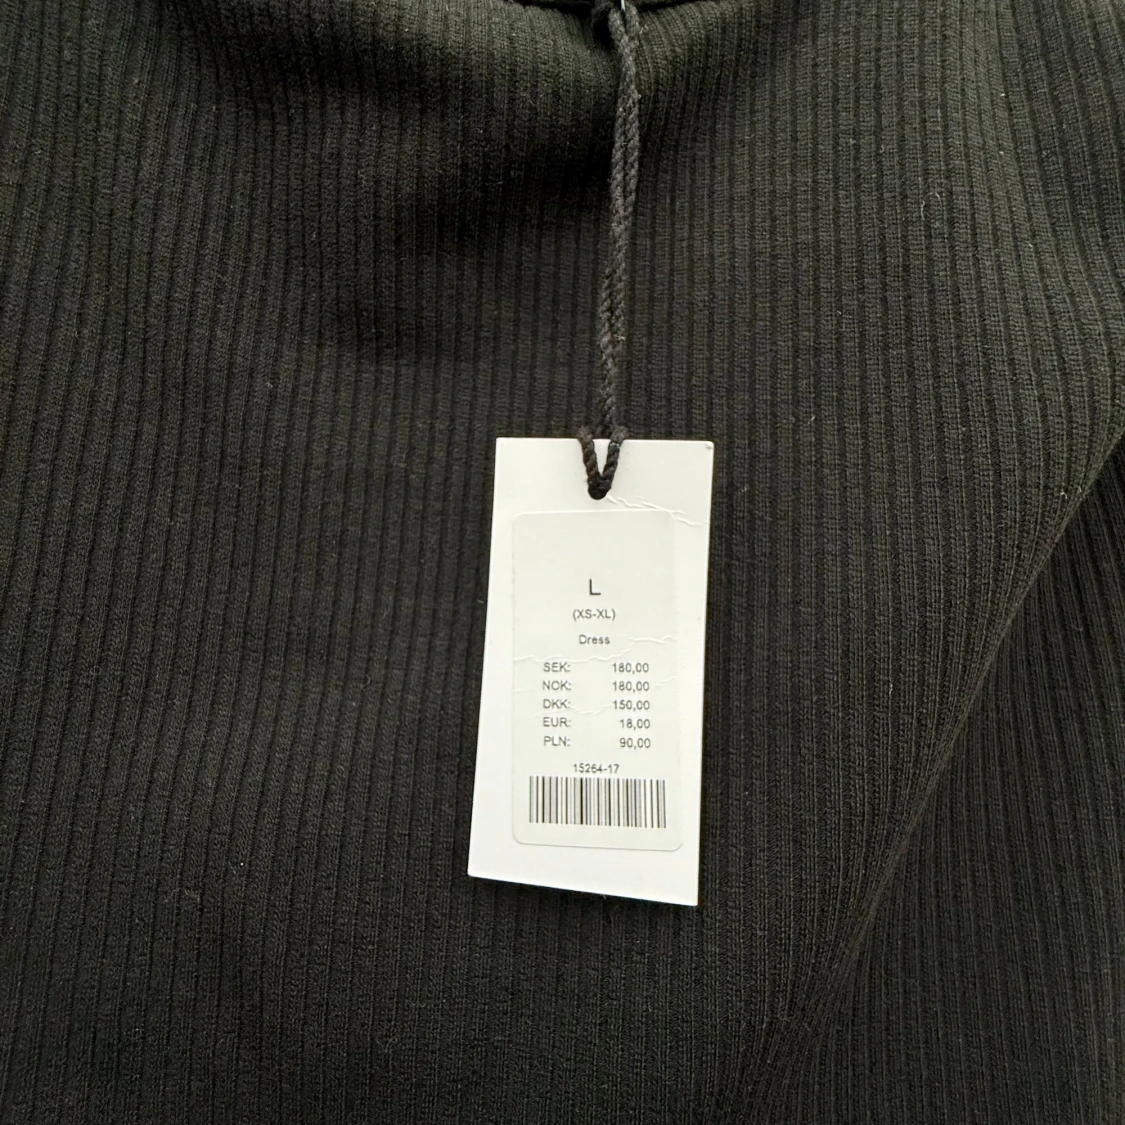 L
(XS-XL)
Dress
SEK: 180,00
NOK: 180,00
DKK: 150,00
EUR: 18,00
PLN: 90,00
15264-17